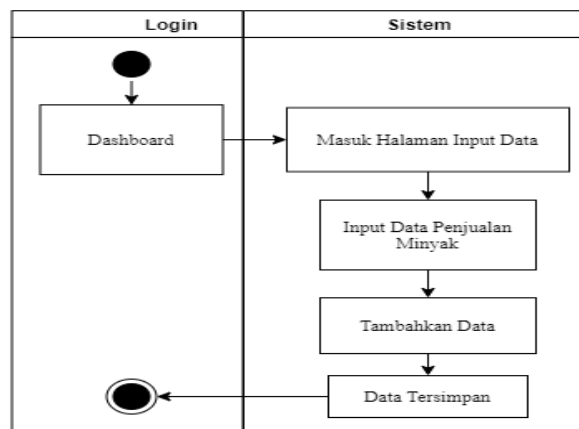 Login
Sistem
Dashboard
Masuk Halaman Input Data
Input Data Penjualan
Minyak
Tambahkan Data
Data Tersimpan